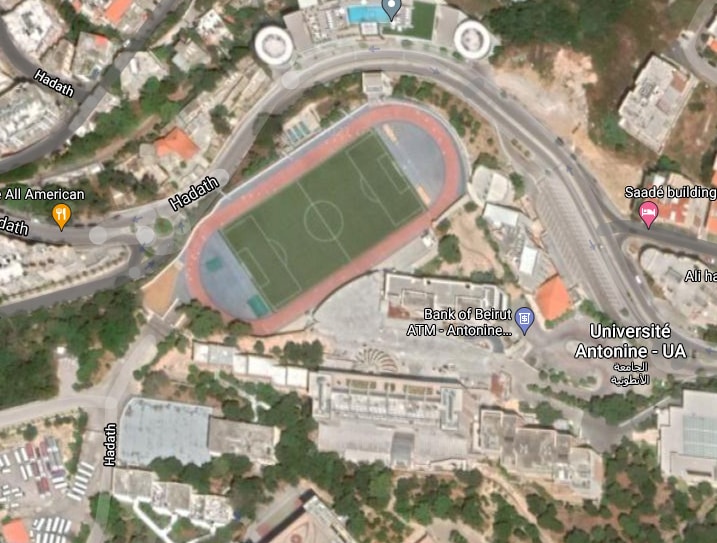 Hadath
All American
Hadath
dath
Saadé building
Ali ha
Bank of Beirut
ATM - Antonine...
Université
Antonine - UA
الجامعة
الأنطونية
Hadath